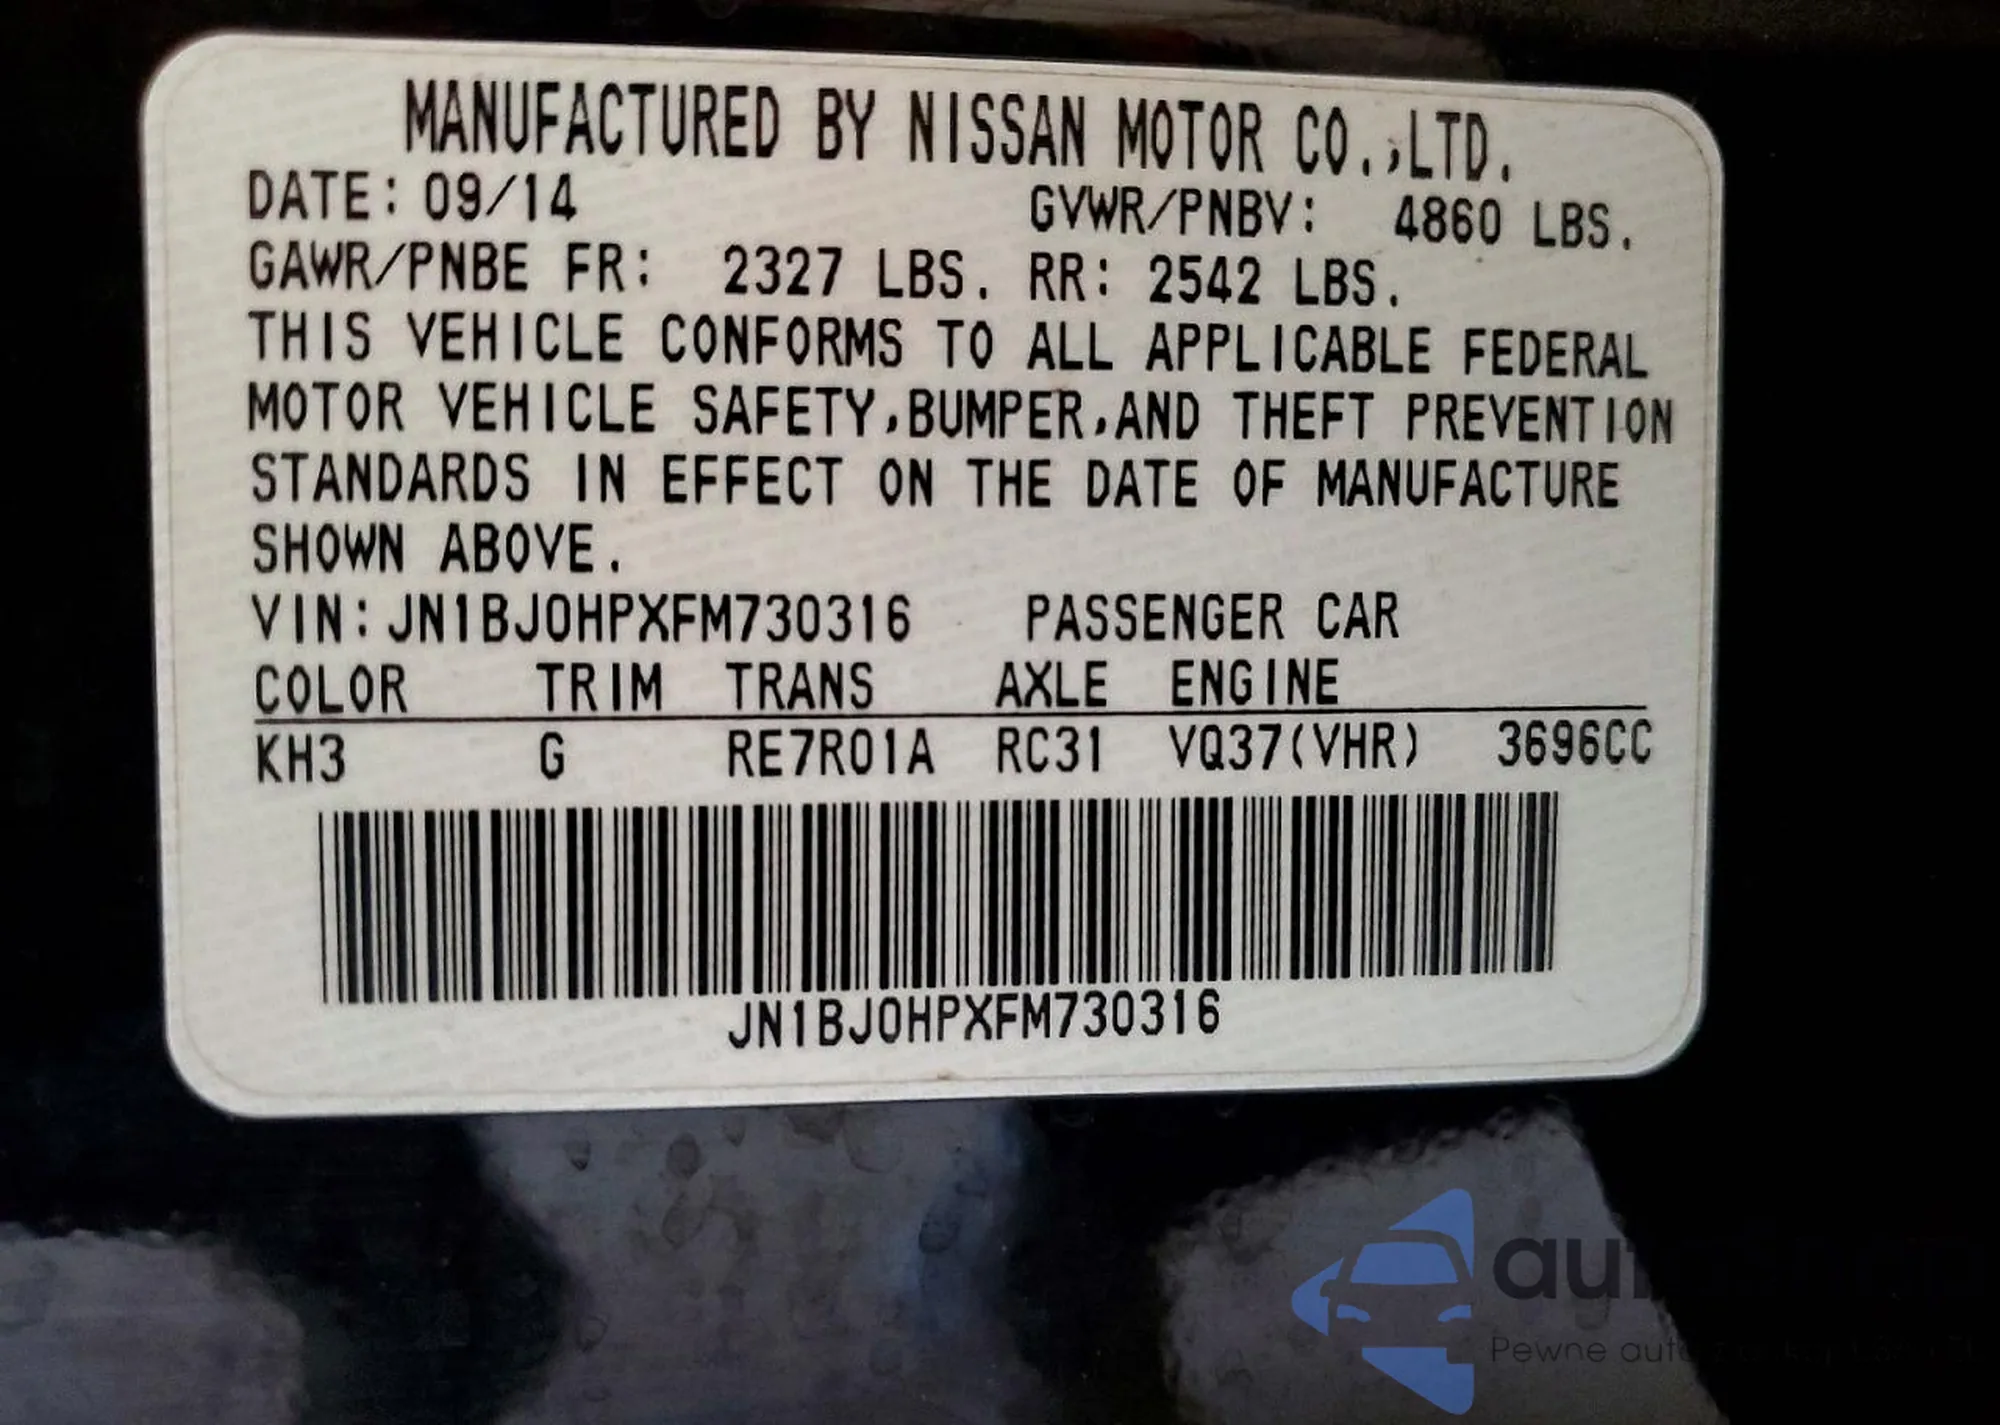 MANUFACTURED BY NISSAN MOTOR CO.,LTD.
DATE: 09/14 GVWR/PNBV: 4860 LBS.
GAWR/PNBE FR: 2327 LBS. RR: 2542 LBS.
THIS VEHICLE CONFORMS TO ALL APPLICABLE FEDERAL
MOTOR VEHICLE SAFETY,BUMPER,AND THEFT PREVENTION
STANDARDS IN EFFECT ON THE DATE OF MANUFACTURE
SHOWN ABOVE.
VIN:JN1BJ0HPXFM730316 PASSENGER CAR
COLOR TRIM TRANS AXLE ENGINE
KH3 G RE7R01A RC31 VQ37(VHR) 3696CC
JN1BJ0HPXFM730316
Pewne